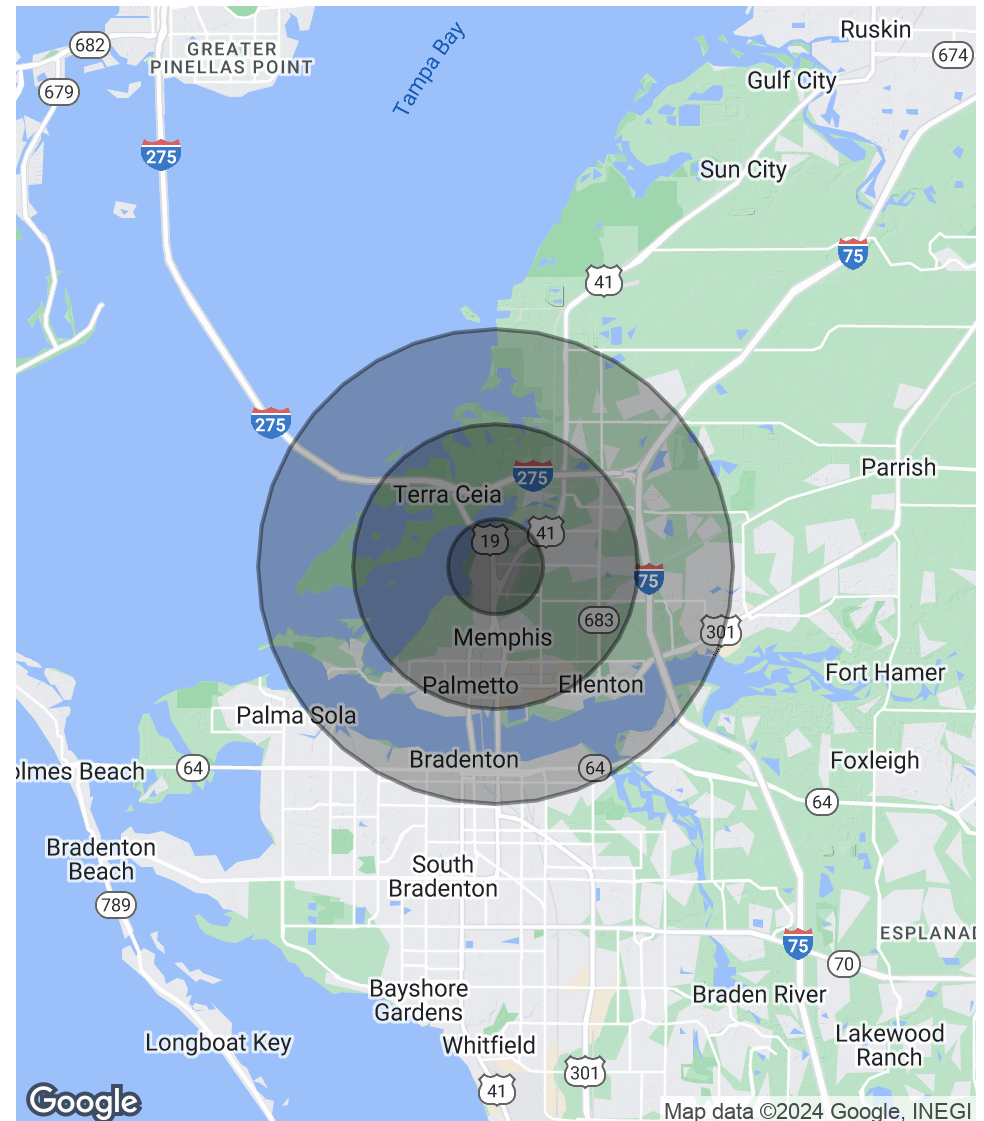 Ruskin
682
GREATER
PINELLAS POINT
674
Tampa Bay
Gulf City
679
275
Sun City
75
41
275
Parrish
275
Terra Ceia
41
19
75
683
301
Memphis
Fort Hamer
Palmetto
Ellenton
Palma Sola
Bradenton
64
64
Foxleigh
olmes Beach
64
Bradenton
Beach
South
Bradenton
789
ESPLANAD
75
70
Bayshore
Gardens
Braden River
Longboat Key
Whitfield
Lakewood
Ranch
301
41
Google
Map data ©2024 Google, INEGI